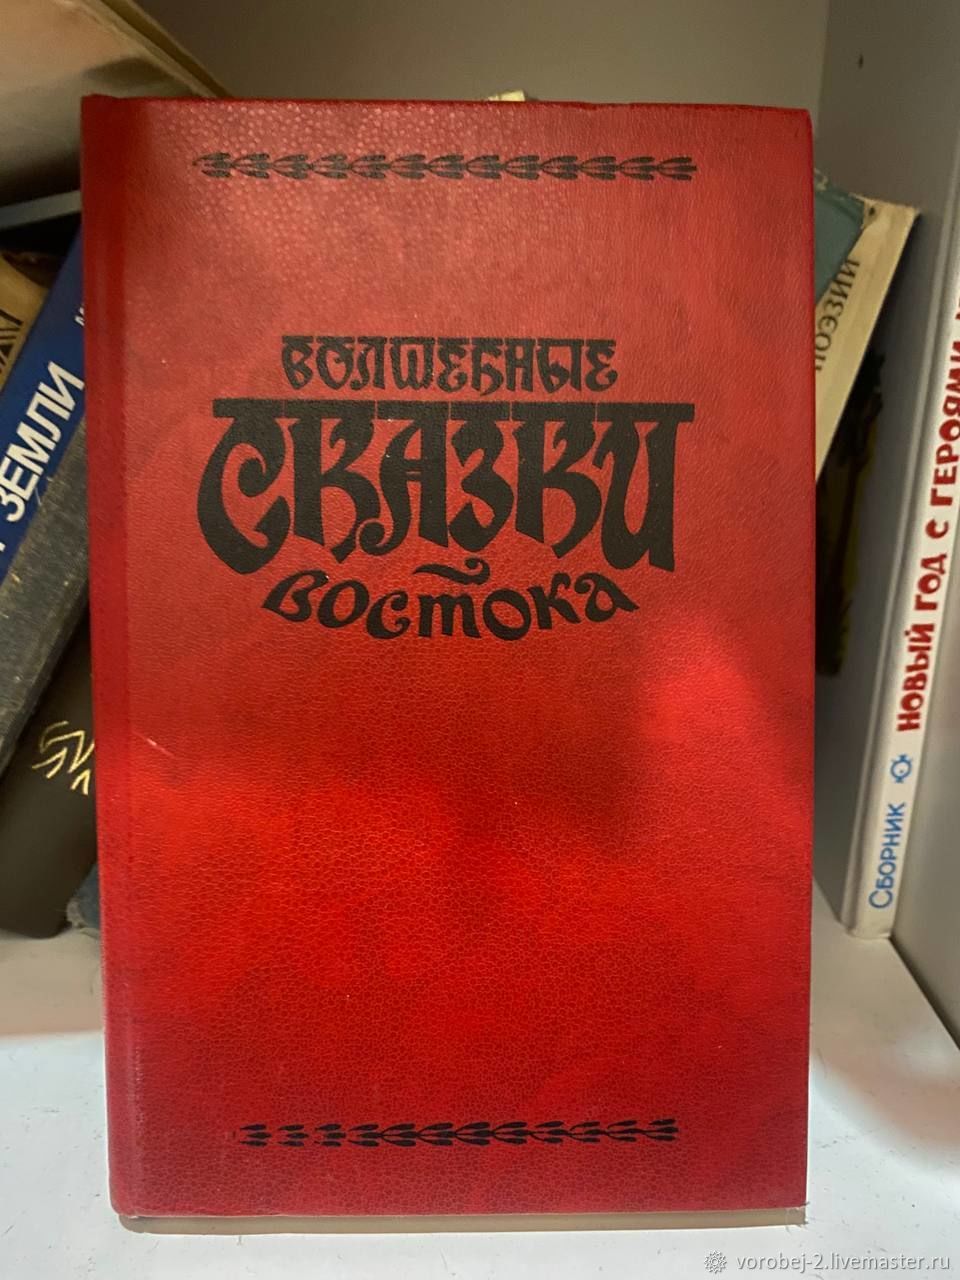 ВОЛШЕБНЫЕ
СКАЗКИ
ВОСТОКА
ЗЕМЛИ
ПОЭЗИИ
СБОРНИК
НОВЫЙ ГОД С ГЕРОЯМИ
vorobej-2.livemaster.ru